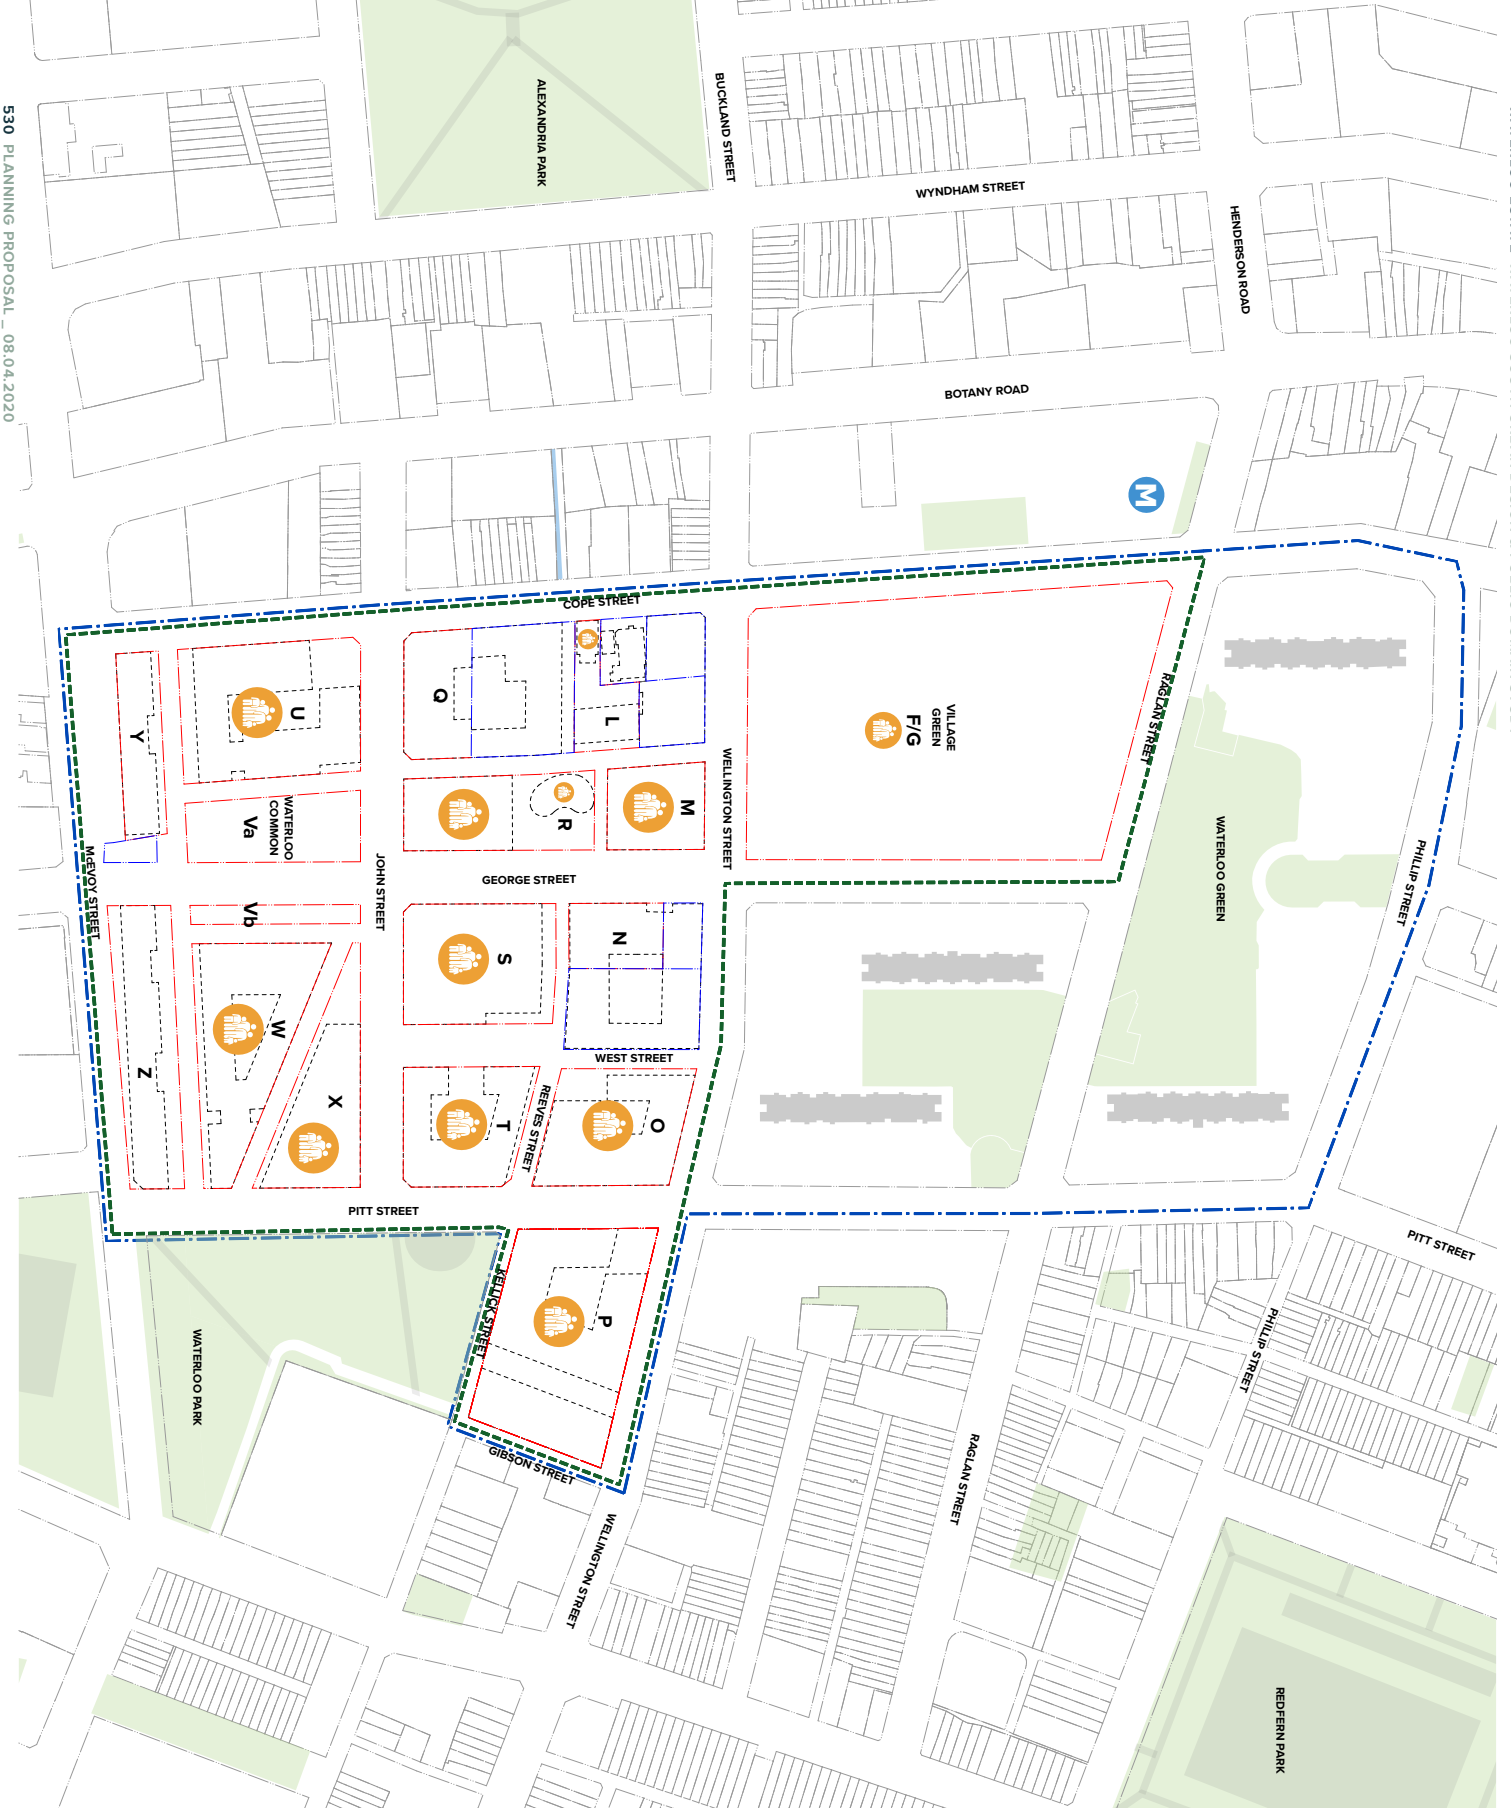 530 PLANNING PROPOSAL _ 08.04.2020
ALEXANDRIA PARK
BUCKLAND STREET
WYNDHAM STREET
HENDERSON ROAD
BOTANY ROAD
M
COPE STREET
RAGLAN STREET
VILLAGE
GREEN
F/G
U
Y
Q
L
WELLINGTON STREET
M
R
WATERLOO
COMMON
Va
WATERLOO GREEN
PHILLIP STREET
McEVOY STREET
JOHN STREET
GEORGE STREET
Vb
N
S
W
Z
X
WEST STREET
REEVES STREET
T
O
PITT STREET
PITT STREET
KELLICK STREET
P
WATERLOO PARK
PHILLIP STREET
GIBSON STREET
RAGLAN STREET
WELLINGTON STREET
REDFERN PARK